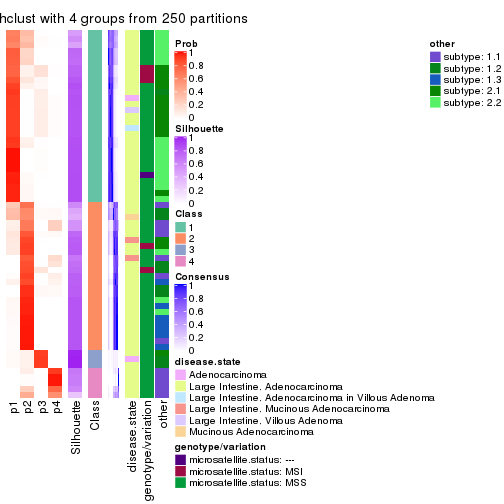 hclust with 4 groups from 250 partitions
Prob
1
0.8
0.6
0.4
0.2
0
Silhouette
1
0.8
0.6
0.4
0.2
0
Class
1
2
3
4
Consensus
1
0.8
0.6
0.4
0.2
0
disease.state
Adenocarcinoma
Large Intestine. Adenocarcinoma
Large Intestine. Adenocarcinoma in Villous Adenoma
Large Intestine. Mucinous Adenocarcinoma
Large Intestine. Villous Adenoma
Mucinous Adenocarcinoma
genotype/variation
microsatellite.status: ---
microsatellite.status: MSI
microsatellite.status: MSS
other
subtype: 1.1
subtype: 1.2
subtype: 1.3
subtype: 2.1
subtype: 2.2
p1
p2
p3
p4
Silhouette
Class
disease.state
genotype/variation
other